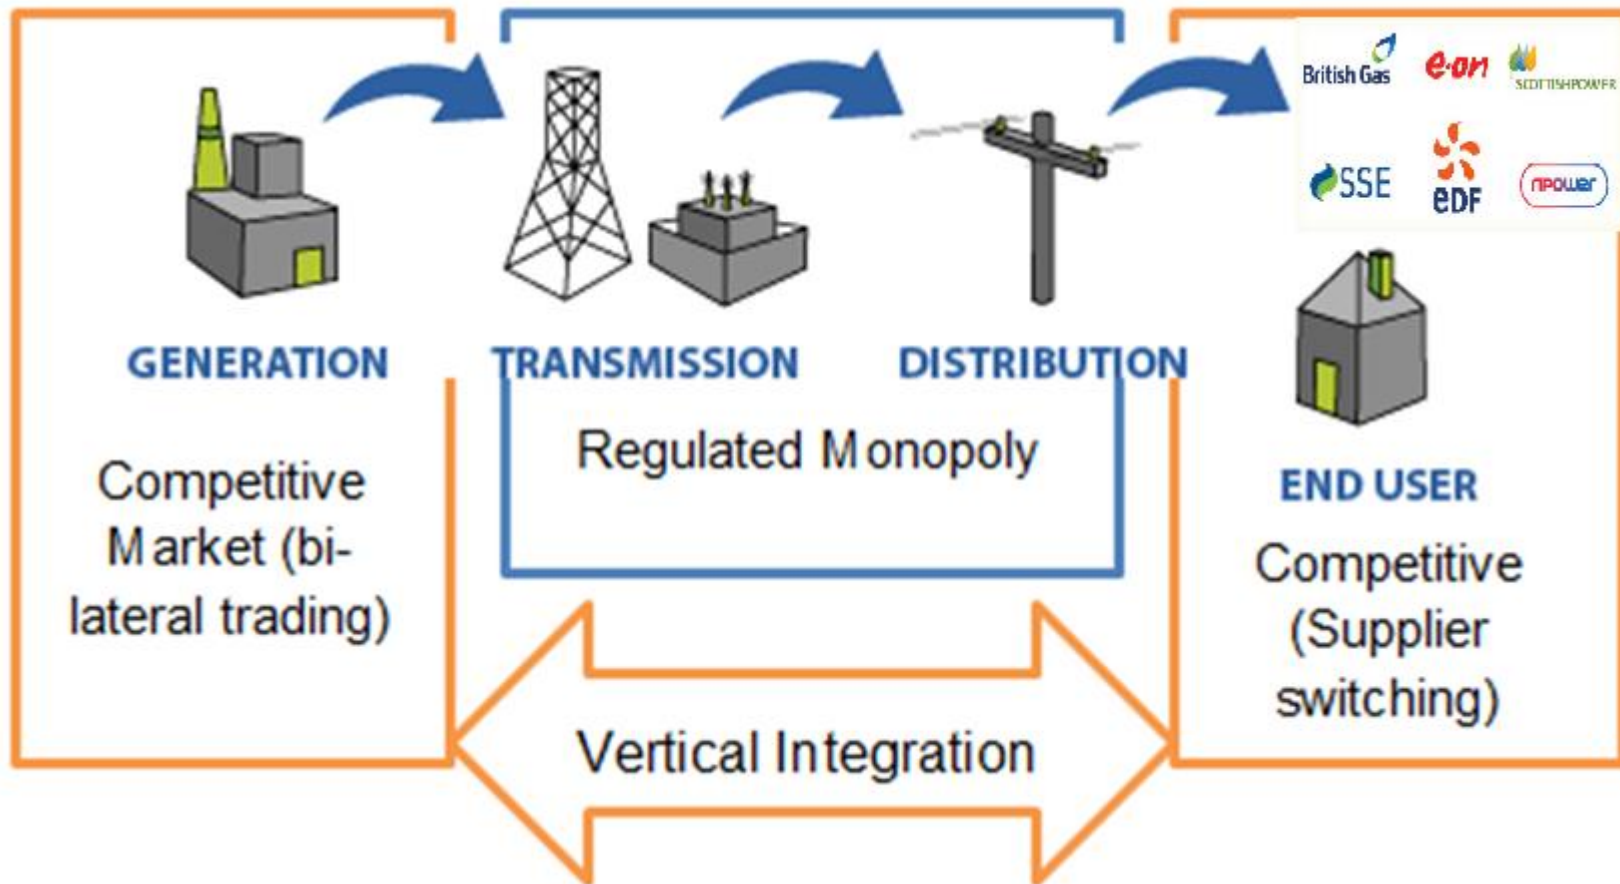 British Gas
e·on
SCOTTISHPOWER
SSE
eDF
npower
GENERATION
TRANSMISSION
DISTRIBUTION
Regulated Monopoly
Competitive
Market (bi-
lateral trading)
END USER
Competitive
(Supplier
switching)
Vertical Integration